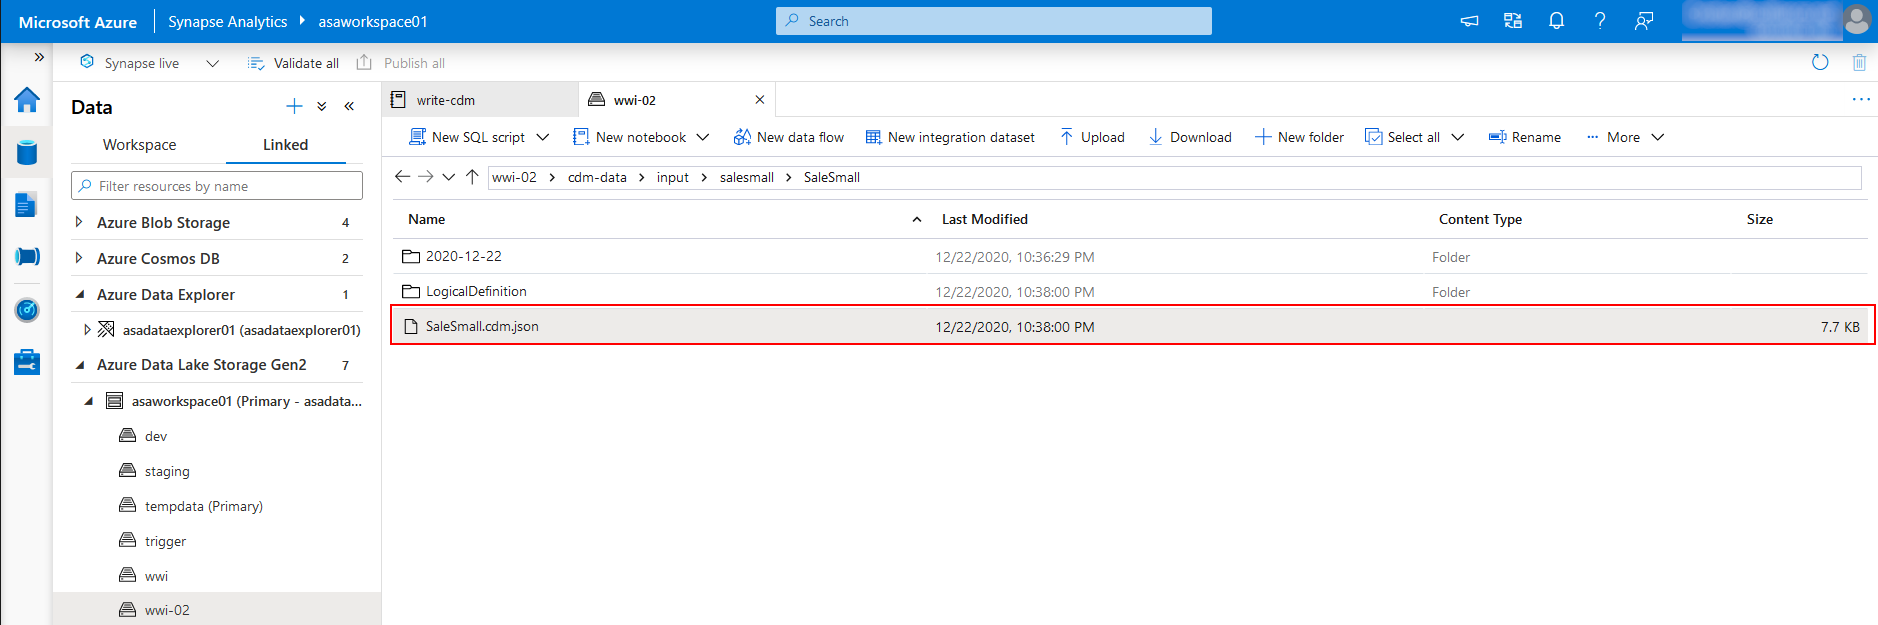 Microsoft Azure Synapse Analytics asaworkspace01 Search
Synapse live Validate all Publish all
Data
Workspace Linked
Filter resources by name
Azure Blob Storage 4
Azure Cosmos DB 2
Azure Data Explorer 1
asadataexplorer01 (asadataexplorer01)
Azure Data Lake Storage Gen2 7
asaworkspace01 (Primary - asadata...
dev
staging
tempdata (Primary)
trigger
wwi
wwi-02
write-cdm wwi-02
New SQL script New notebook New data flow New integration dataset Upload Download New folder Select all Rename More
wwi-02 cdm-data input salesmall SaleSmall
Name Last Modified Content Type Size
2020-12-22 12/22/2020, 10:36:29 PM Folder
LogicalDefinition 12/22/2020, 10:38:00 PM Folder
SaleSmall.cdm.json 12/22/2020, 10:38:00 PM 7.7 KB